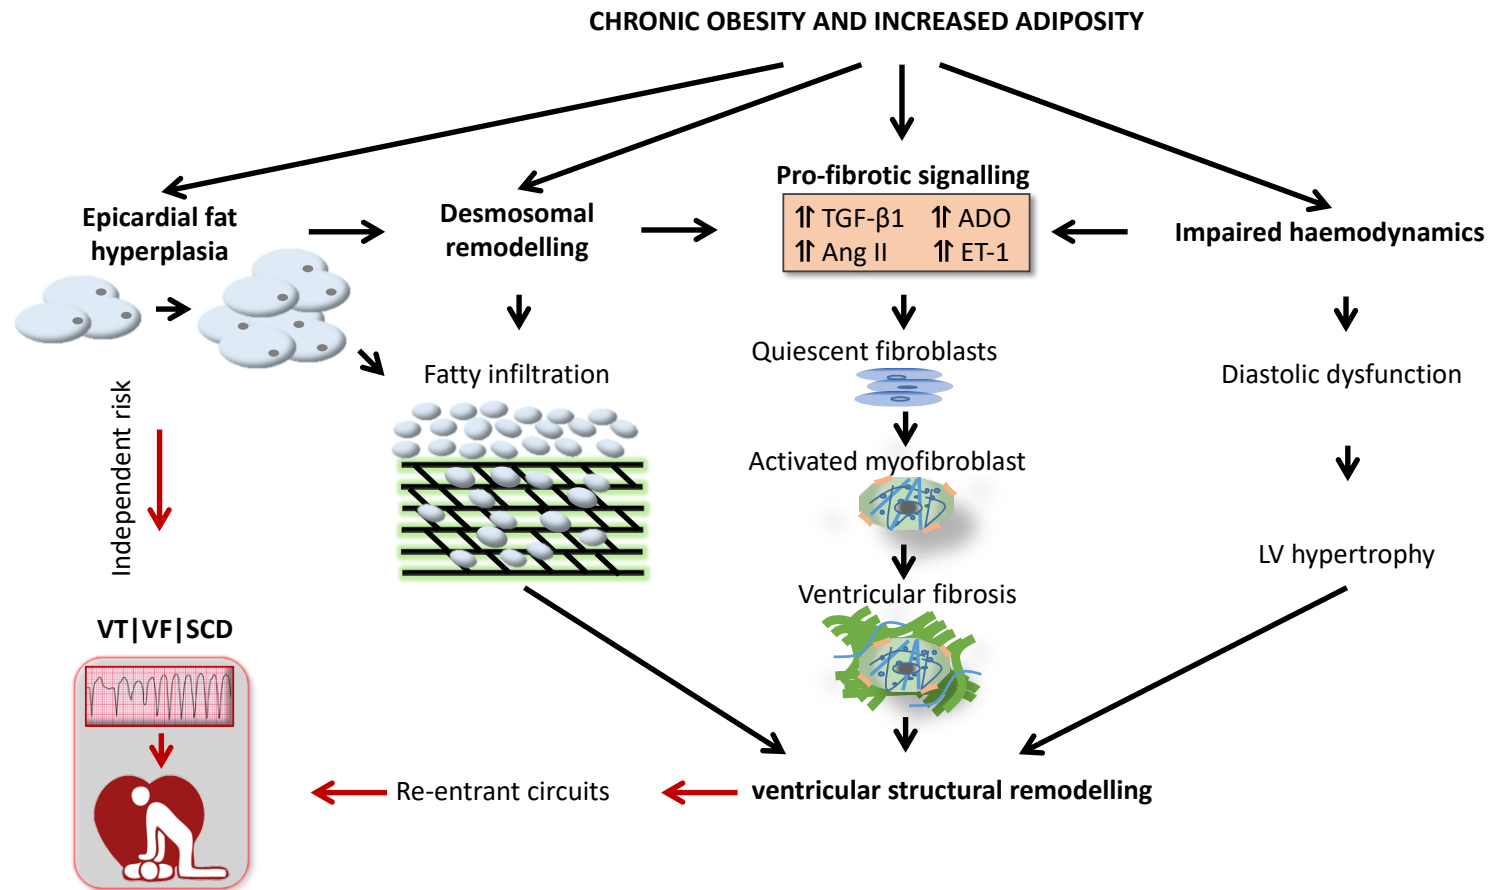 CHRONIC OBESITY AND INCREASED ADIPOSITY
Epicardial fat
hyperplasia
Desmosomal
remodelling
Pro-fibrotic signalling
⥮ TGF-β1 ⥮ ADO
⥮ Ang II ⥮ ET-1
Impaired haemodynamics
Independent risk
Fatty infiltration
Quiescent fibroblasts
Activated myofibroblast
Ventricular fibrosis
Diastolic dysfunction
LV hypertrophy
VT|VF|SCD
Re-entrant circuits
ventricular structural remodelling